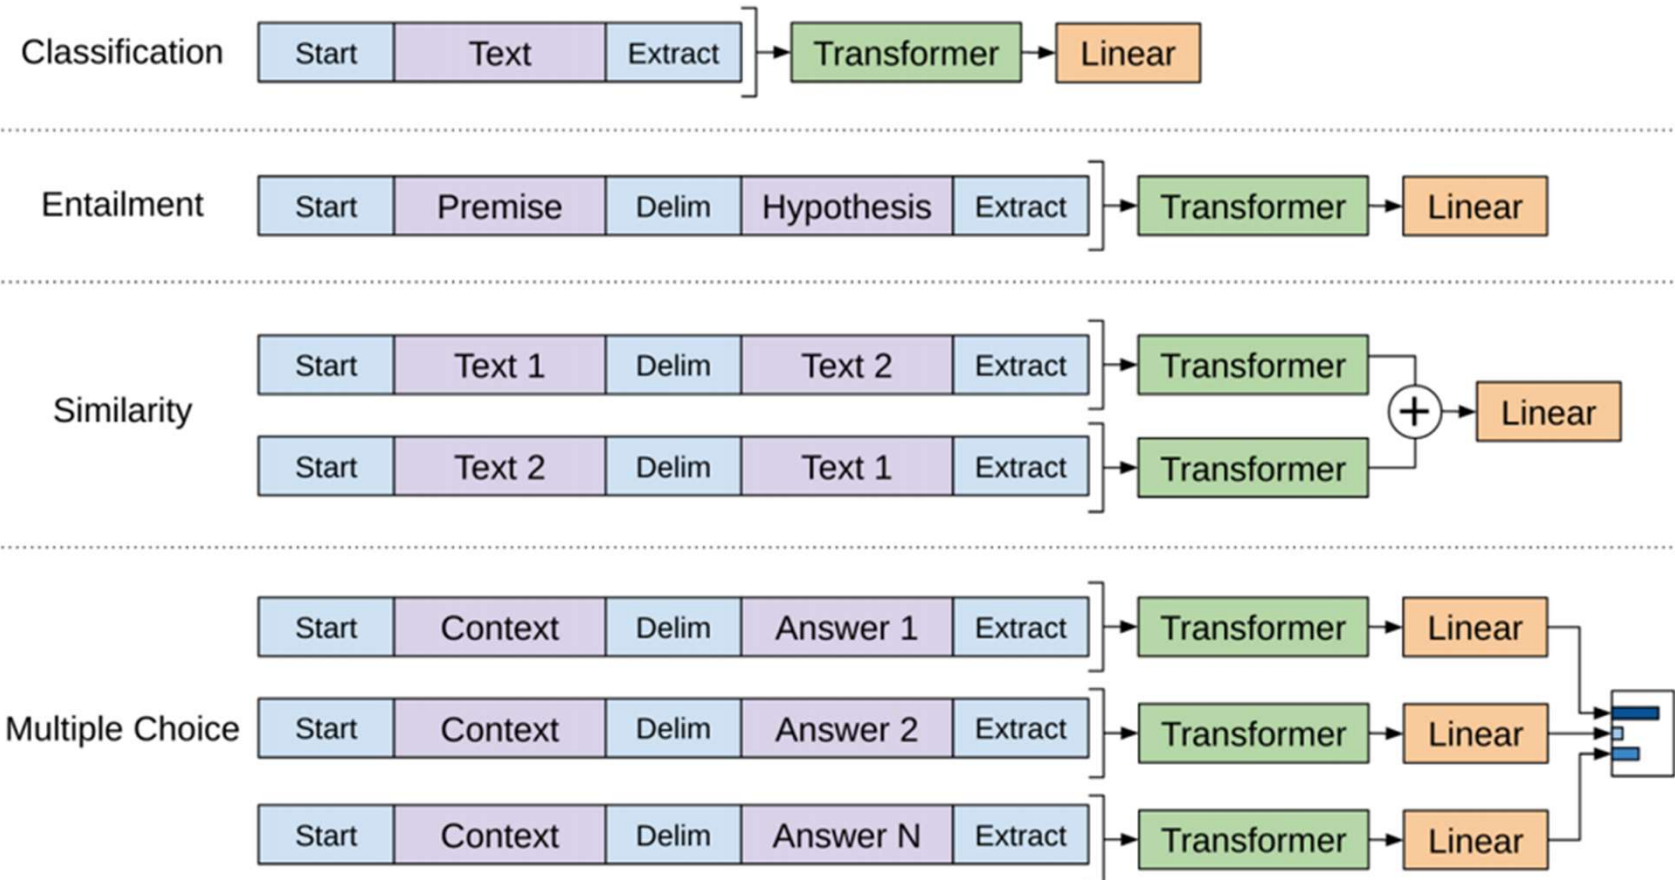 Classification Start Text Extract Transformer Linear
Entailment Start Premise Delim Hypothesis Extract Transformer Linear
Similarity
Start Text 1 Delim Text 2 Extract Transformer
+ Linear
Start Text 2 Delim Text 1 Extract Transformer
Multiple Choice
Start Context Delim Answer 1 Extract Transformer Linear
Start Context Delim Answer 2 Extract Transformer Linear
Start Context Delim Answer N Extract Transformer Linear